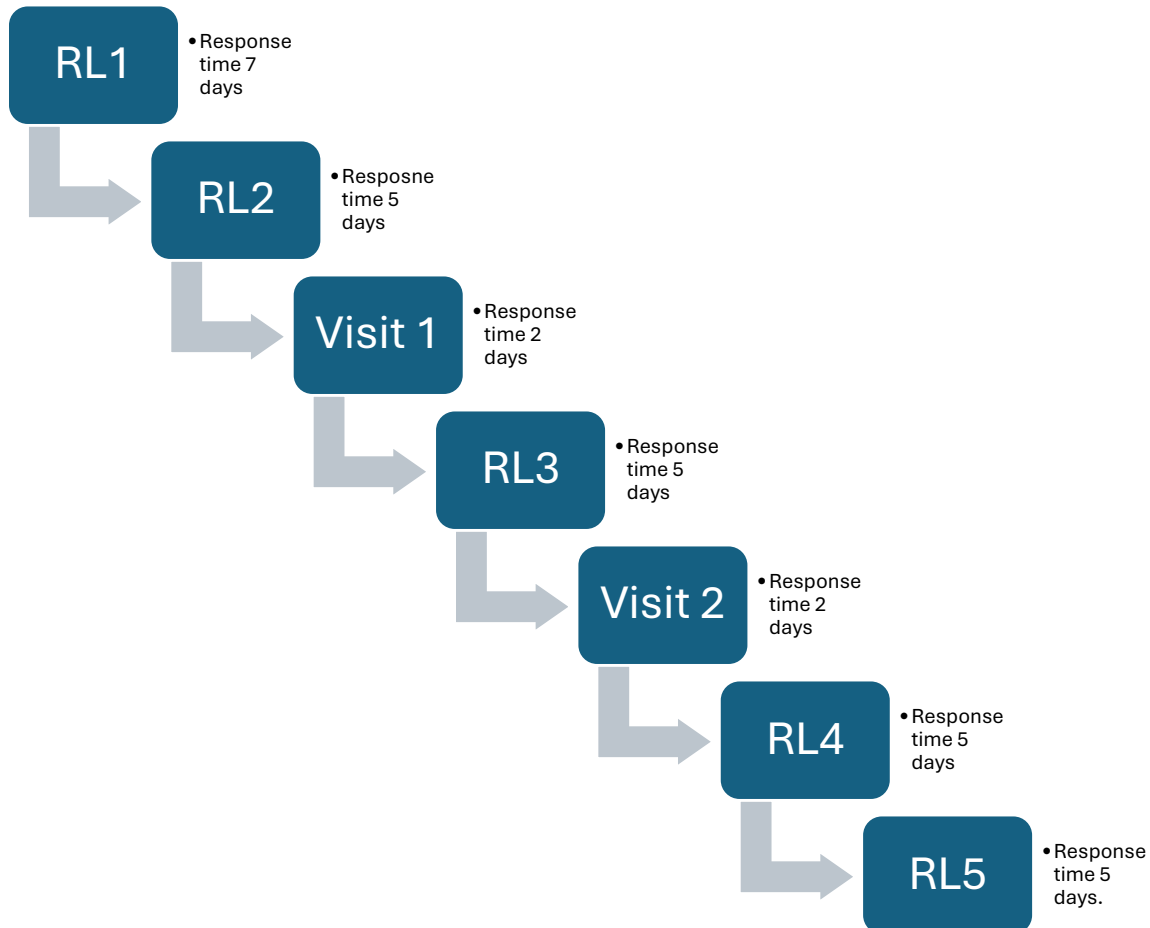 RL1
•Response
time 7
days
RL2
•Resposne
time 5
days
Visit 1
•Response
time 2
days
RL3
•Response
time 5
days
Visit 2
•Response
time 2
days
RL4
•Response
time 5
days
RL5
•Response
time 5
days.